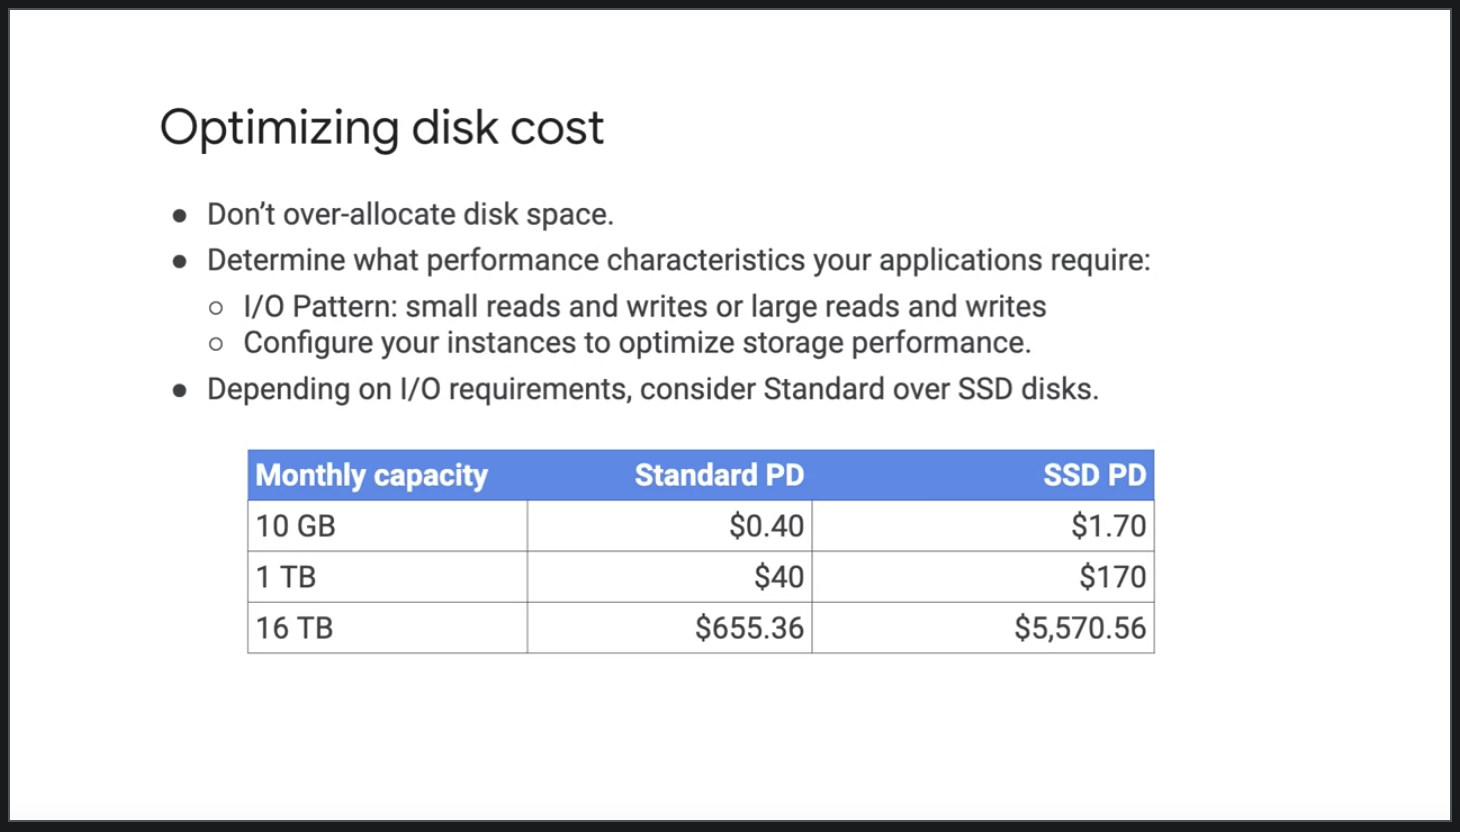 Optimizing disk cost
● Don’t over-allocate disk space.
● Determine what performance characteristics your applications require:
○ I/O Pattern: small reads and writes or large reads and writes
○ Configure your instances to optimize storage performance.
● Depending on I/O requirements, consider Standard over SSD disks.
Monthly capacity Standard PD SSD PD
10 GB $0.40 $1.70
1 TB $40 $170
16 TB $655.36 $5,570.56